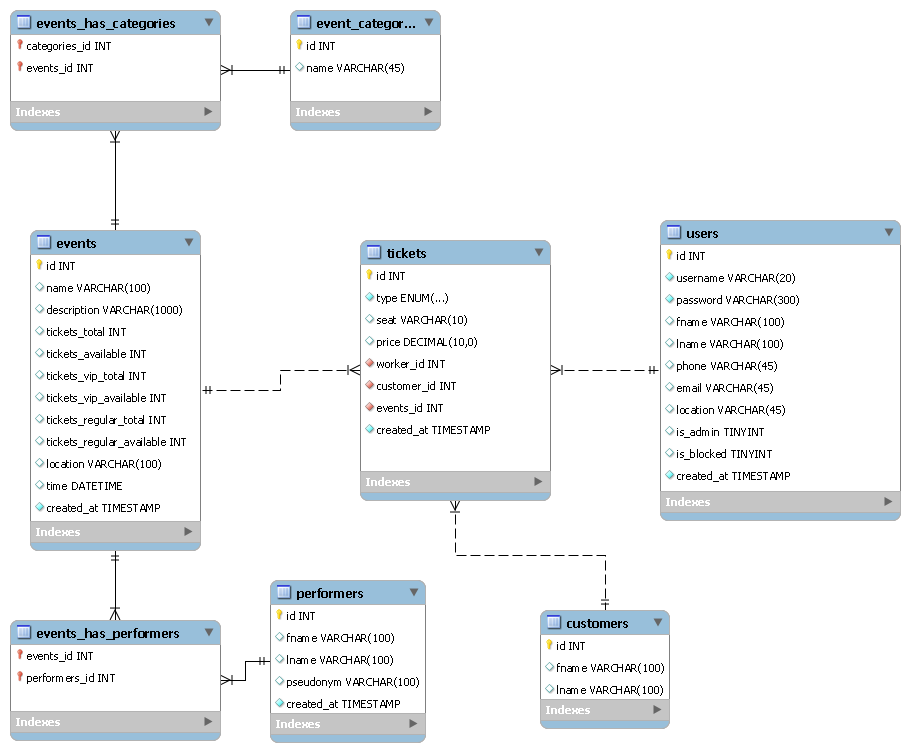 events_has_categories
categories_id INT
events_id INT
Indexes
event_categor...
id INT
name VARCHAR(45)
Indexes
events
id INT
name VARCHAR(100)
description VARCHAR(1000)
tickets_total INT
tickets_available INT
tickets_vip_total INT
tickets_vip_available INT
tickets_regular_total INT
tickets_regular_available INT
location VARCHAR(100)
time DATETIME
created_at TIMESTAMP
Indexes
tickets
id INT
type ENUM(...)
seat VARCHAR(10)
price DECIMAL(10,0)
worker_id INT
customer_id INT
events_id INT
created_at TIMESTAMP
Indexes
users
id INT
username VARCHAR(20)
password VARCHAR(300)
fname VARCHAR(100)
lname VARCHAR(100)
phone VARCHAR(45)
email VARCHAR(45)
location VARCHAR(45)
is_admin TINYINT
is_blocked TINYINT
created_at TIMESTAMP
Indexes
events_has_performers
events_id INT
performers_id INT
Indexes
performers
id INT
fname VARCHAR(100)
lname VARCHAR(100)
pseudonym VARCHAR(100)
created_at TIMESTAMP
Indexes
customers
id INT
fname VARCHAR(100)
lname VARCHAR(100)
Indexes